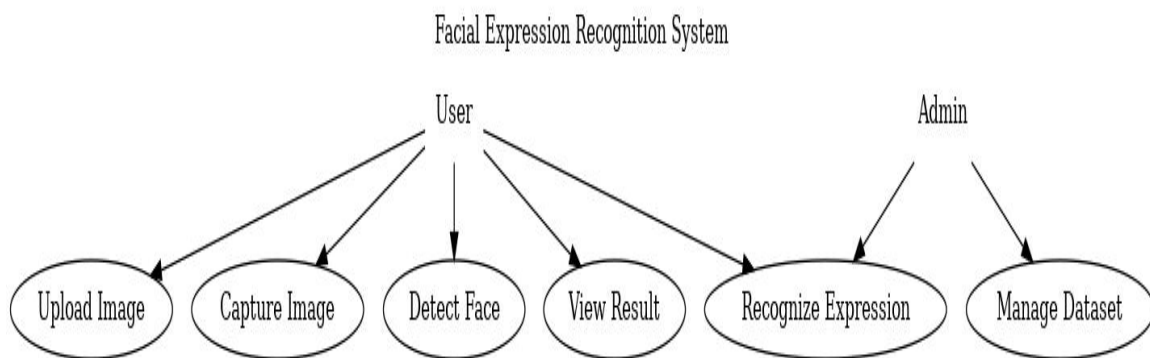 Facial Expression Recognition System
User Admin
Upload Image Capture Image Detect Face View Result Recognize Expression Manage Dataset